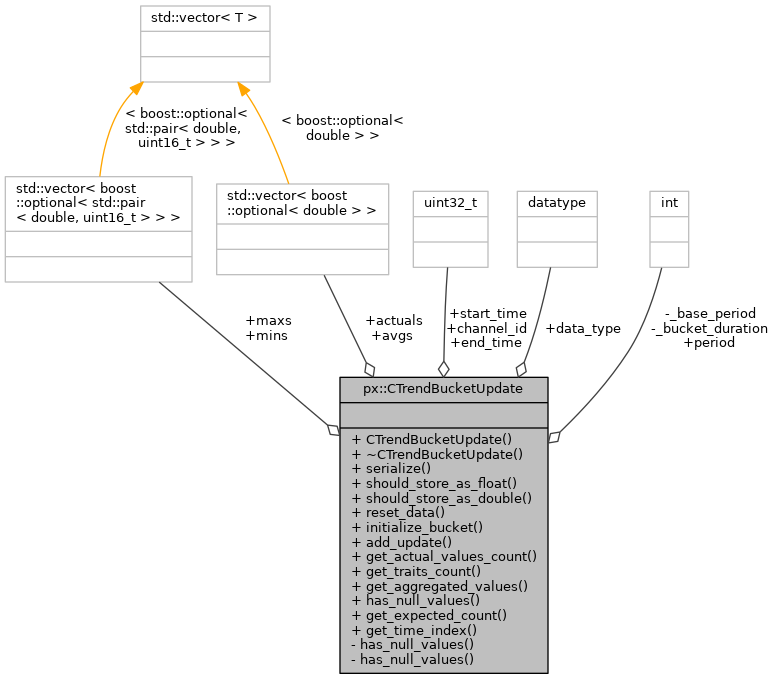 std::vector< T >
< boost::optional<
std::pair< double,
uint16_t > > >
< boost::optional<
double > >
std::vector< boost
::optional< std::pair
< double, uint16_t > > >
std::vector< boost
::optional< double > >
uint32_t
datatype
int
+maxs
+mins
+actuals
+avgs
+start_time
+channel_id
+end_time
+data_type
-_base_period
-_bucket_duration
+period
px::CTrendBucketUpdate
+ CTrendBucketUpdate()
+ ~CTrendBucketUpdate()
+ serialize()
+ should_store_as_float()
+ should_store_as_double()
+ reset_data()
+ initialize_bucket()
+ add_update()
+ get_actual_values_count()
+ get_traits_count()
+ get_aggregated_values()
+ has_null_values()
+ get_expected_count()
+ get_time_index()
- has_null_values()
- has_null_values()